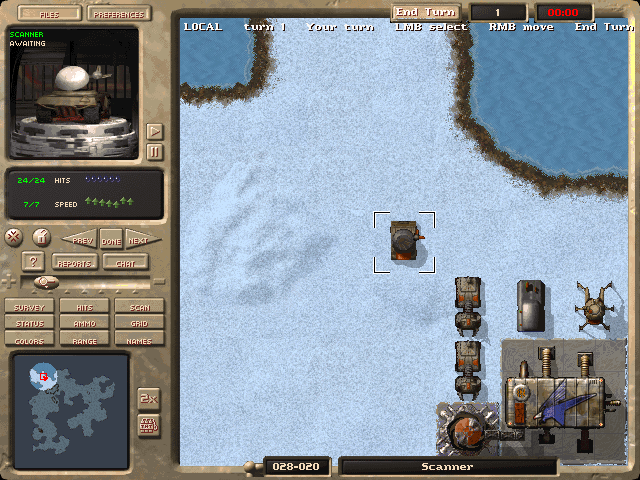 FILES PREFERENCES End Turn 1 00:00
LOCAL turn 1 Your turn LMB select RMB move End Turn
SCANNER
AWAITING
24/24 HITS
7/7 SPEED
PREV DONE NEXT
? REPORTS CHAT
SURVEY HITS SCAN
STATUS AMMO GRID
COLORS RANGE NAMES
2x
028-020 Scanner